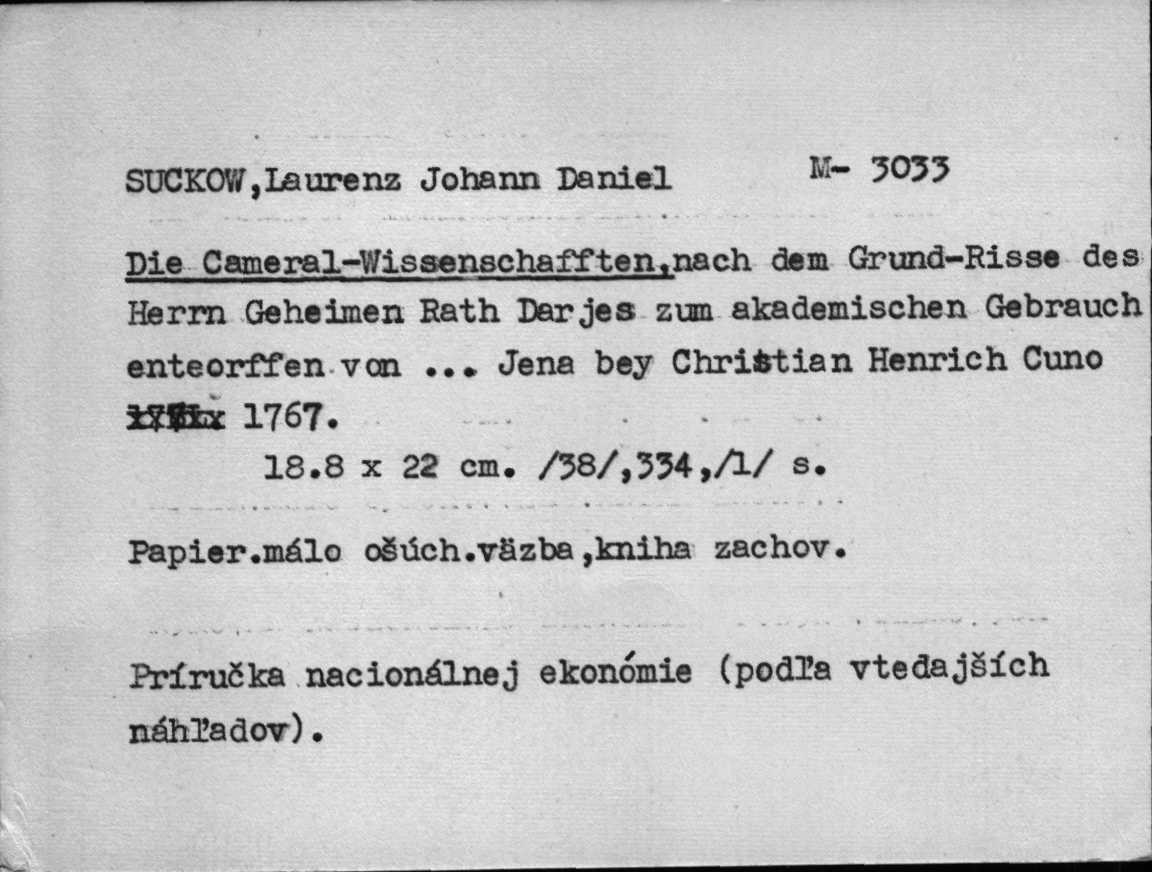 SUCKOW,Laurenz Johann Daniel M- 3033
Die Cameral-Wissenschafften,nach dem Grund-Risse des
Herrn Geheimen Rath Darjes zum akademischen Gebrauch
enteorffen von ... Jena bey Christian Henrich Cuno
1767.
18.8 x 22 cm. /38/,334,/1/ s.
Papier.málo ošúch.väzba,kniha zachov.
Príručka nacionálnej ekonómie (podľa vtedajších
náhľadov).